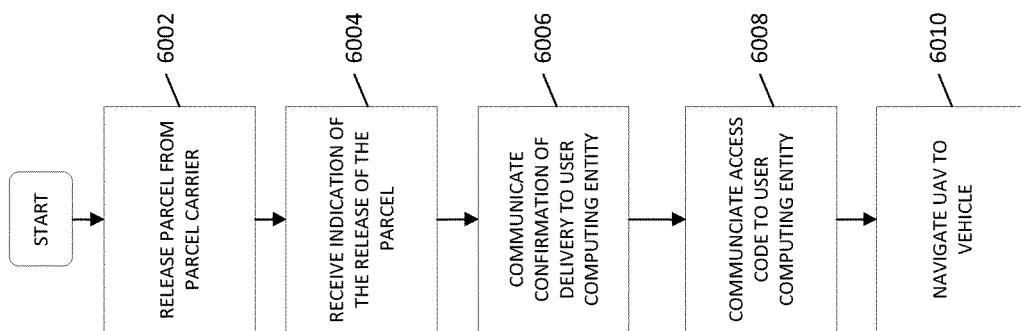 START
6002
RELEASE PARCEL FROM
PARCEL CARRIER
6004
RECEIVE INDICATION OF
THE RELEASE OF THE
PARCEL
6006
COMMUNICATE
CONFIRMATION OF
DELIVERY TO USER
COMPUTING ENTITY
6008
COMMUNCIATE ACCESS
CODE TO USER
COMPUTING ENTITY
6010
NAVIGATE UAV TO
VEHICLE